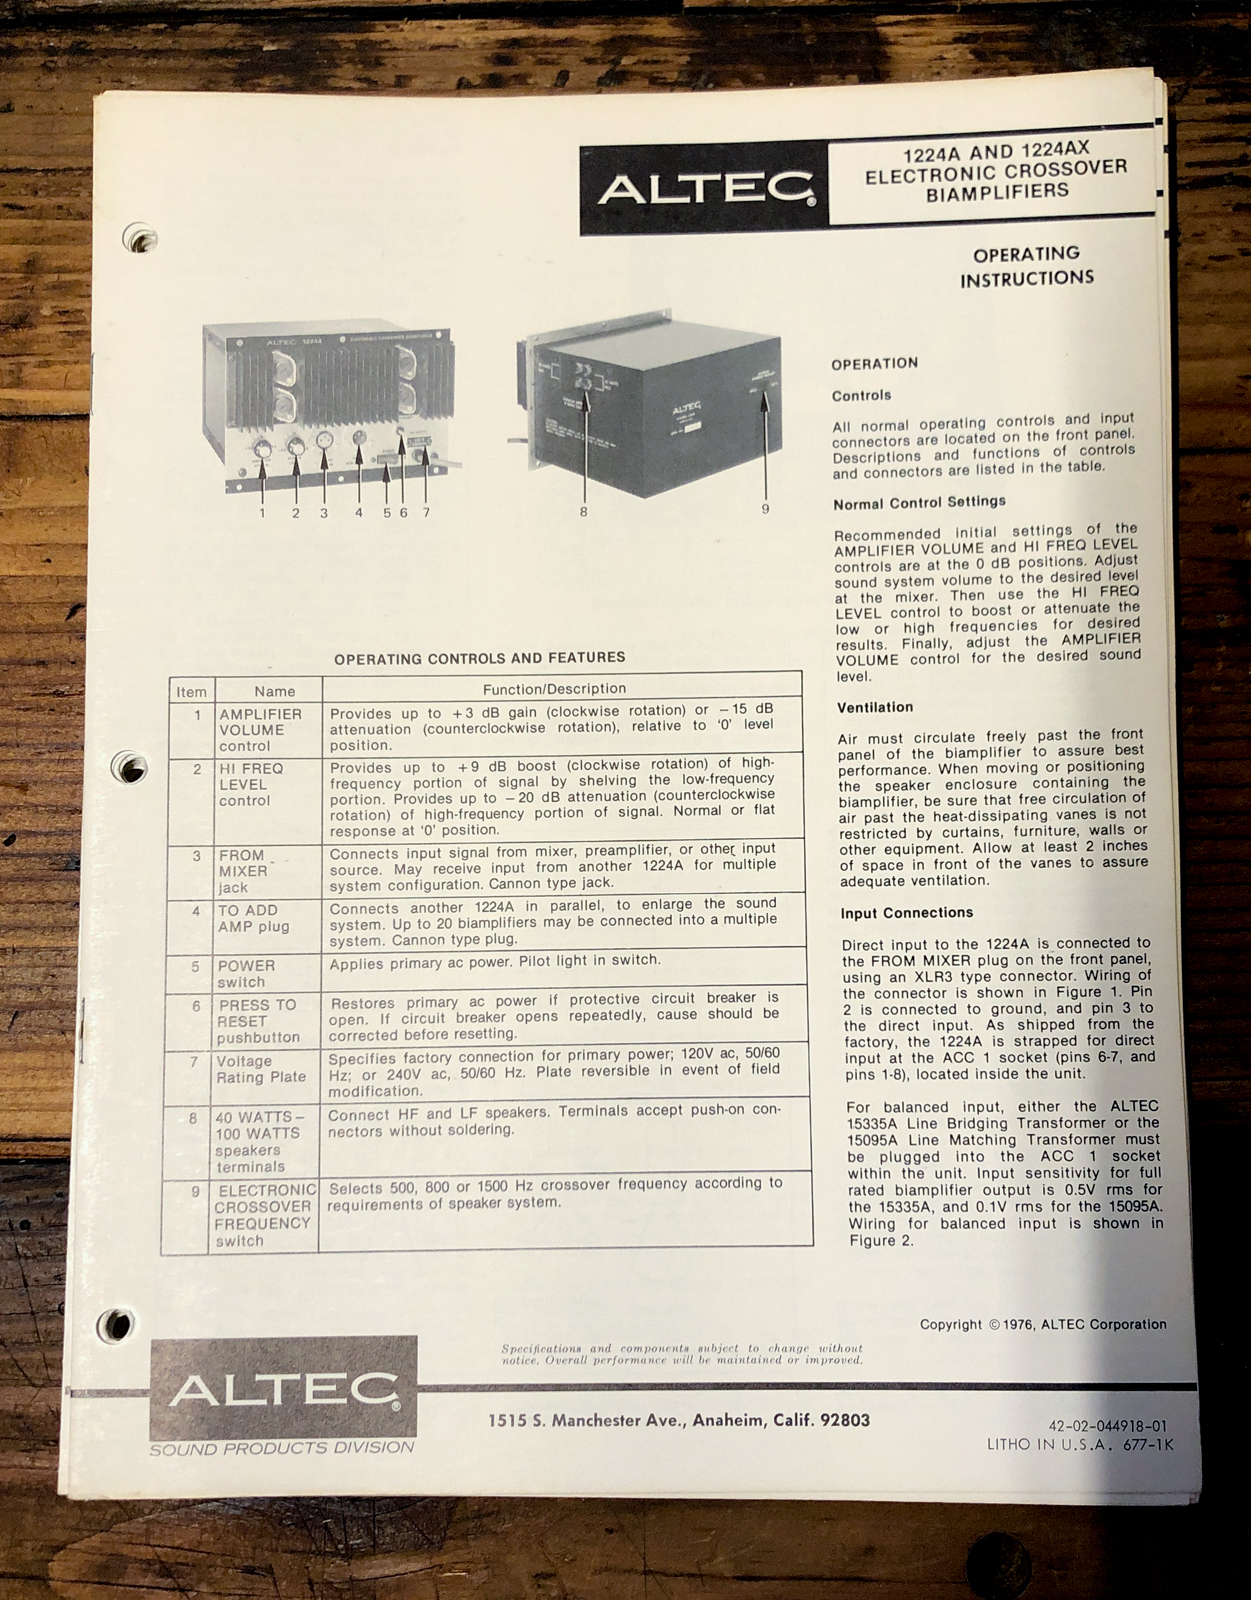 ALTEC®
1224A AND 1224AX
ELECTRONIC CROSSOVER
BIAMPLIFIERS
OPERATING
INSTRUCTIONS
ALTEC 1224A
ALTEC
1 2 3 4 5 6 7
8 9
OPERATING CONTROLS AND FEATURES
Item Name Function/Description
1 AMPLIFIER Provides up to +3 dB gain (clockwise rotation) or −15 dB
VOLUME attenuation (counterclockwise rotation), relative to '0' level
control position.
2 HI FREQ Provides up to +9 dB boost (clockwise rotation) of high-
LEVEL frequency portion of signal by shelving the low-frequency
control portion. Provides up to −20 dB attenuation (counterclockwise
rotation) of high-frequency portion of signal. Normal or flat
response at '0' position.
3 FROM Connects input signal from mixer, preamplifier, or other input
MIXER source. May receive input from another 1224A for multiple
jack system configuration. Cannon type jack.
4 TO ADD Connects another 1224A in parallel, to enlarge the sound
AMP plug system. Up to 20 biamplifiers may be connected into a multiple
system. Cannon type plug.
5 POWER Applies primary ac power. Pilot light in switch.
switch
6 PRESS TO Restores primary ac power if protective circuit breaker is
RESET open. If circuit breaker opens repeatedly, cause should be
pushbutton corrected before resetting.
7 Voltage Specifies factory connection for primary power; 120V ac, 50/60
Rating Plate Hz; or 240V ac, 50/60 Hz. Plate reversible in event of field
modification.
8 40 WATTS – Connect HF and LF speakers. Terminals accept push-on con-
100 WATTS nectors without soldering.
speakers
terminals
9 ELECTRONIC Selects 500, 800 or 1500 Hz crossover frequency according to
CROSSOVER requirements of speaker system.
FREQUENCY
switch
OPERATION
Controls
All normal operating controls and input
connectors are located on the front panel.
Descriptions and functions of controls
and connectors are listed in the table.
Normal Control Settings
Recommended initial settings of the
AMPLIFIER VOLUME and HI FREQ LEVEL
controls are at the 0 dB positions. Adjust
sound system volume to the desired level
at the mixer. Then use the HI FREQ
LEVEL control to boost or attenuate the
low or high frequencies for desired
results. Finally, adjust the AMPLIFIER
VOLUME control for the desired sound
level.
Ventilation
Air must circulate freely past the front
panel of the biamplifier to assure best
performance. When moving or positioning
the speaker enclosure containing the
biamplifier, be sure that free circulation of
air past the heat-dissipating vanes is not
restricted by curtains, furniture, walls or
other equipment. Allow at least 2 inches
of space in front of the vanes to assure
adequate ventilation.
Input Connections
Direct input to the 1224A is connected to
the FROM MIXER plug on the front panel,
using an XLR3 type connector. Wiring of
the connector is shown in Figure 1. Pin
2 is connected to ground, and pin 3 to
the direct input. As shipped from the
factory, the 1224A is strapped for direct
input at the ACC 1 socket (pins 6-7, and
pins 1-8), located inside the unit.
For balanced input, either the ALTEC
15335A Line Bridging Transformer or the
15095A Line Matching Transformer must
be plugged into the ACC 1 socket
within the unit. Input sensitivity for full
rated biamplifier output is 0.5V rms for
the 15335A, and 0.1V rms for the 15095A.
Wiring for balanced input is shown in
Figure 2.
Copyright ©1976, ALTEC Corporation
Specifications and components subject to change without
notice. Overall performance will be maintained or improved.
ALTEC®
SOUND PRODUCTS DIVISION
1515 S. Manchester Ave., Anaheim, Calif. 92803
42-02-044918-01
LITHO IN U.S.A. 677-1K